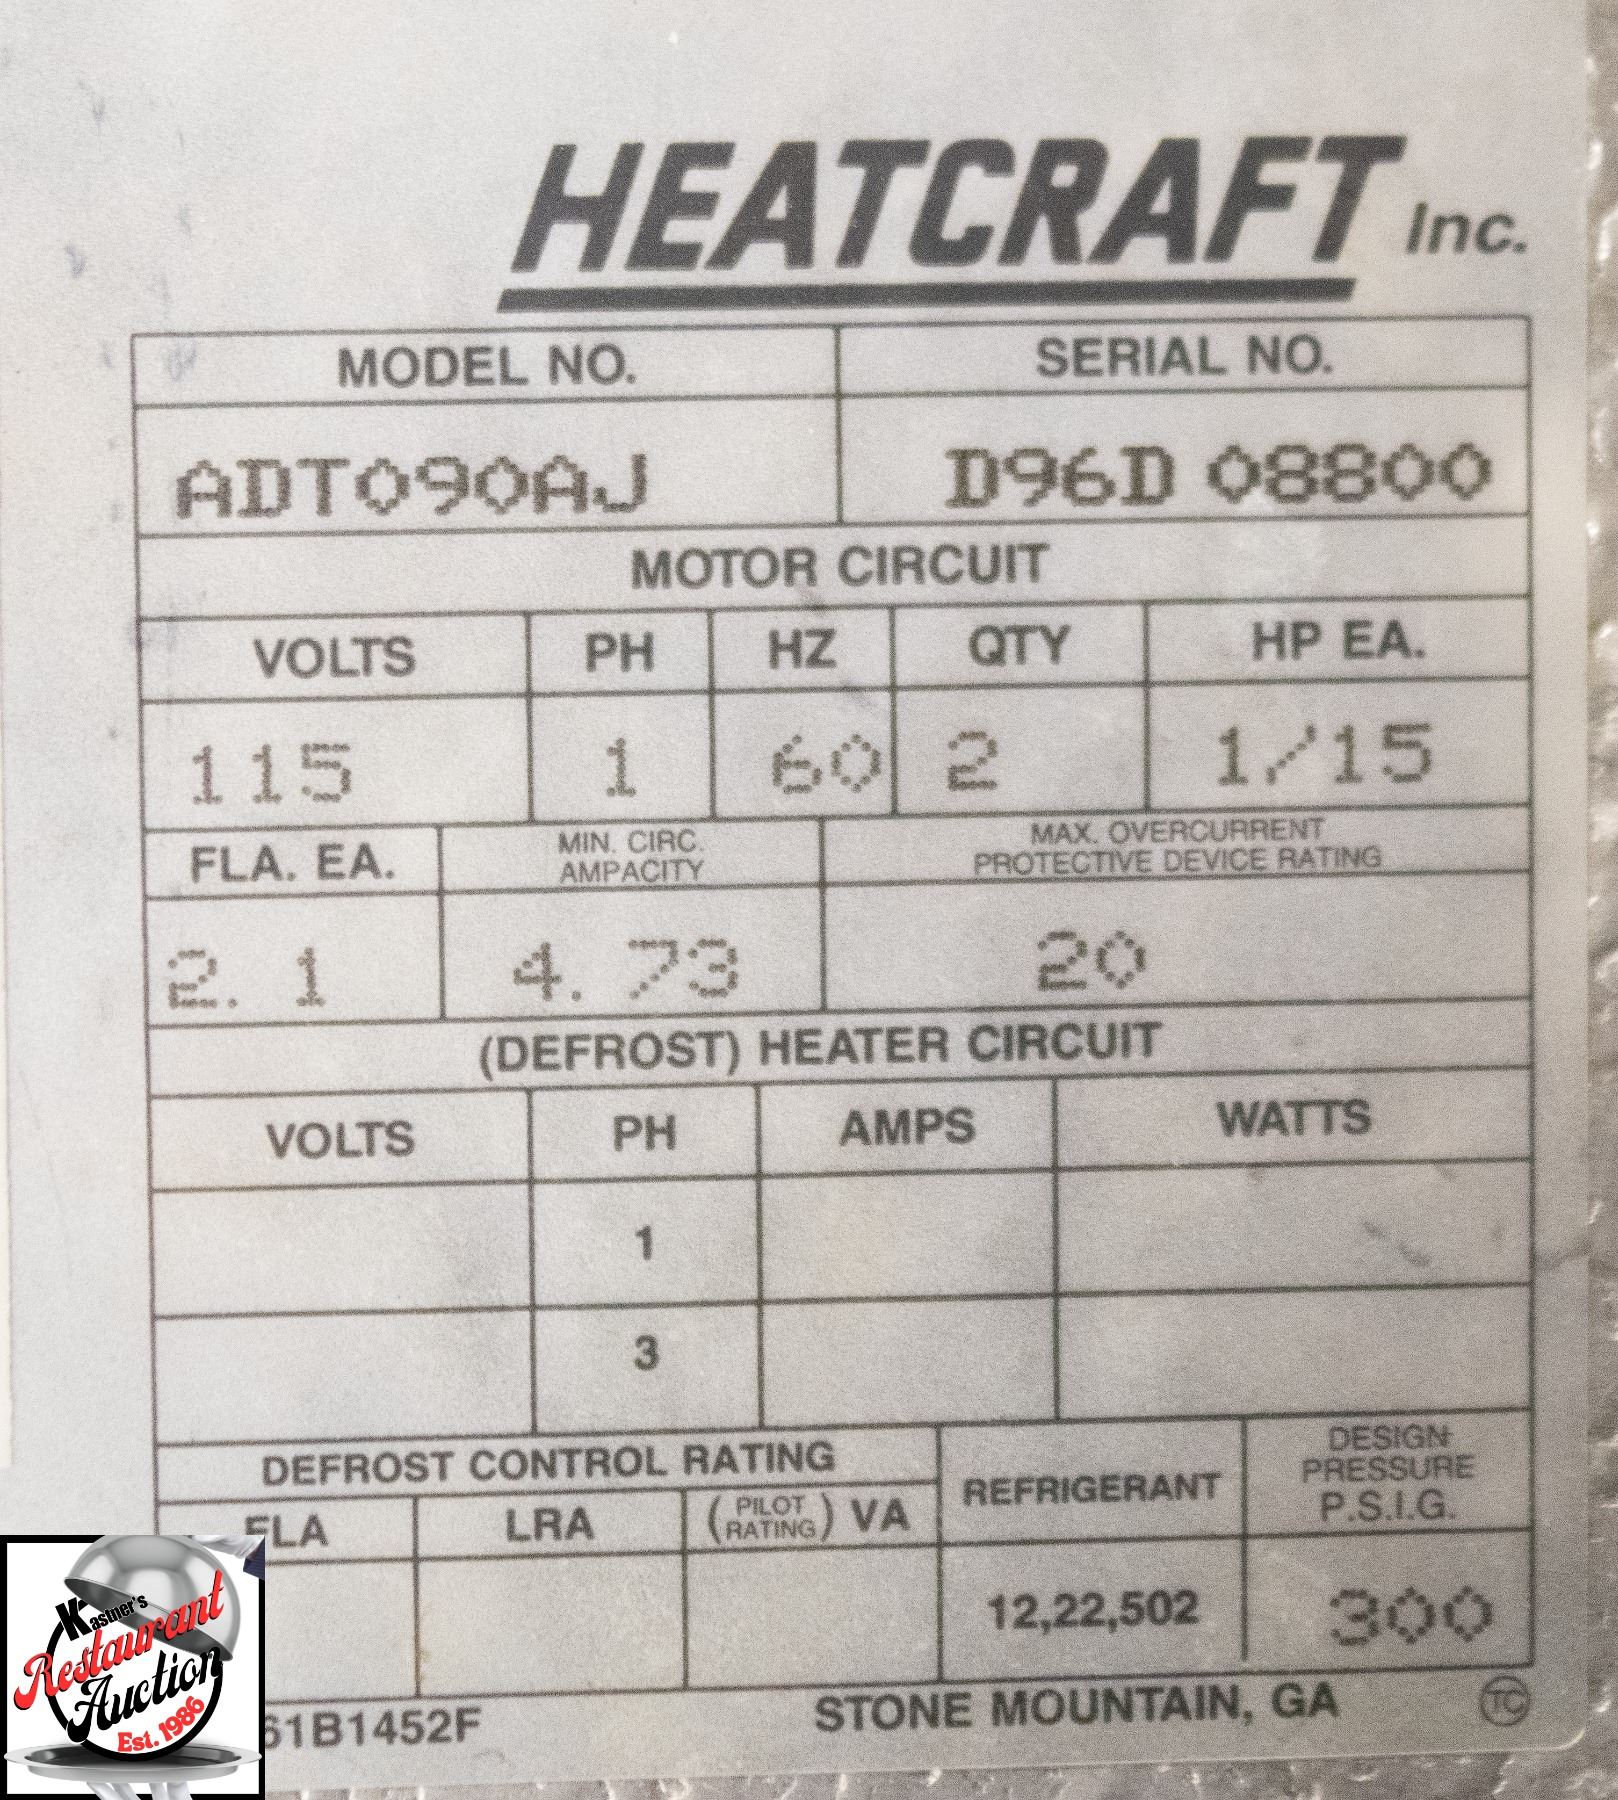 HEATCRAFT Inc.
MODEL NO. SERIAL NO.
ADT090AJ D96D 08800
MOTOR CIRCUIT
VOLTS PH HZ QTY HP EA.
115 1 60 2 1/15
FLA. EA. MIN. CIRC. AMPACITY MAX. OVERCURRENT PROTECTIVE DEVICE RATING
2.1 4.73 20
(DEFROST) HEATER CIRCUIT
VOLTS PH AMPS WATTS
1
3
DEFROST CONTROL RATING REFRIGERANT DESIGN PRESSURE P.S.I.G.
FLA LRA (PILOT RATING) VA
12,22,502 300
61B1452F STONE MOUNTAIN, GA TC
Kastner's
Restaurant
Auction
Est. 1986